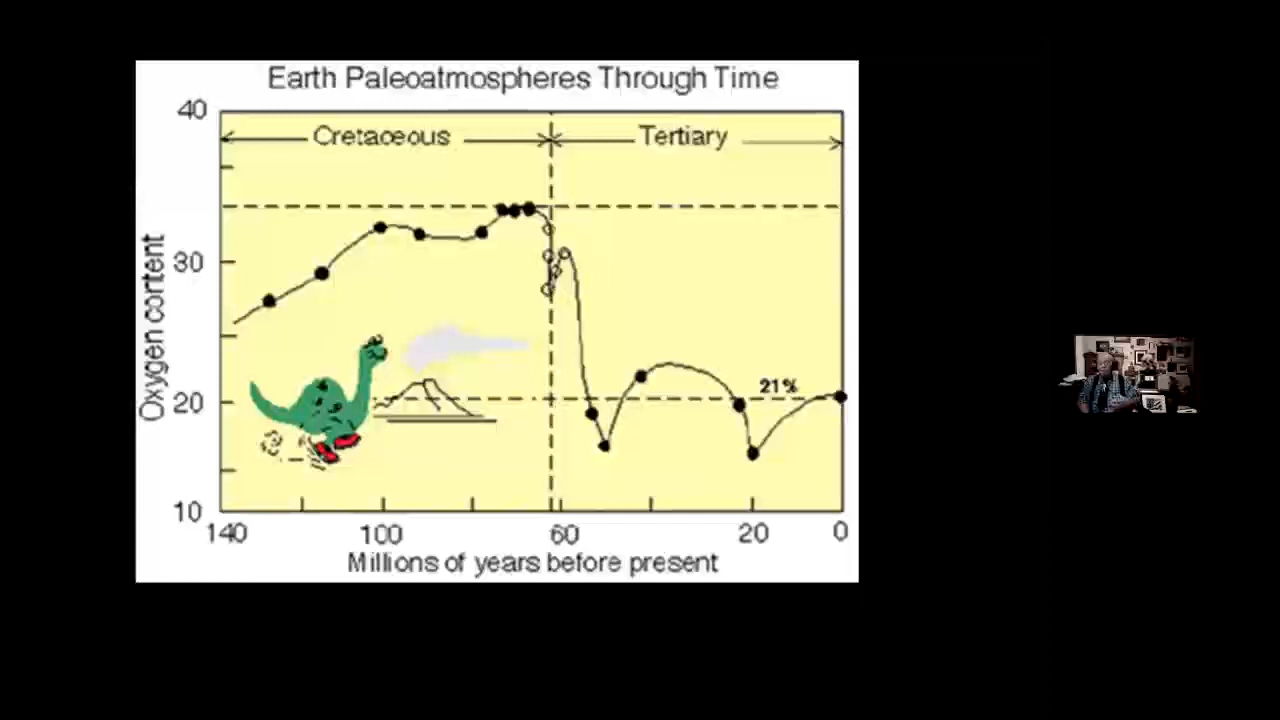 Earth Paleoatmospheres Through Time
40
Cretaceous
Tertiary
30
Oxygen cortent
21%
20
10
140
100
60
20
0
Millions of years before present